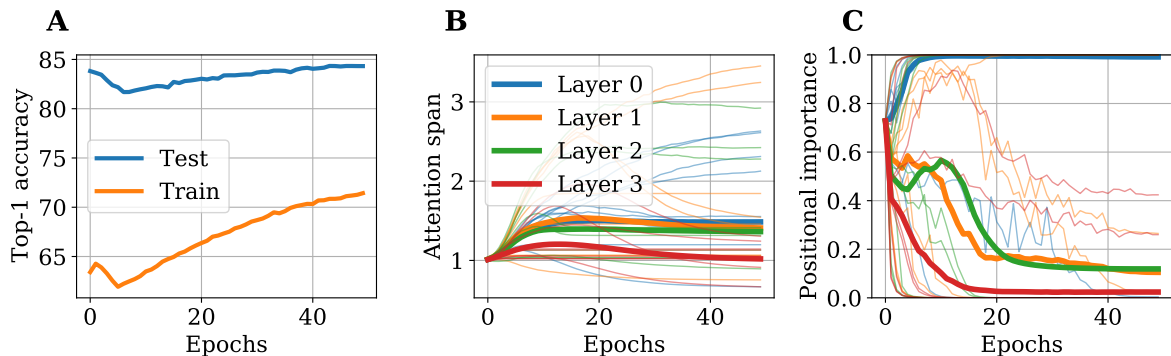 A
Top-1 accuracy
85
80
75
70
65
Test
Train
0
20
40
Epochs
B
Attention span
3
2
1
Layer 0
Layer 1
Layer 2
Layer 3
0
20
40
Epochs
C
Positional importance
1.0
0.8
0.6
0.4
0.2
0.0
0
20
40
Epochs